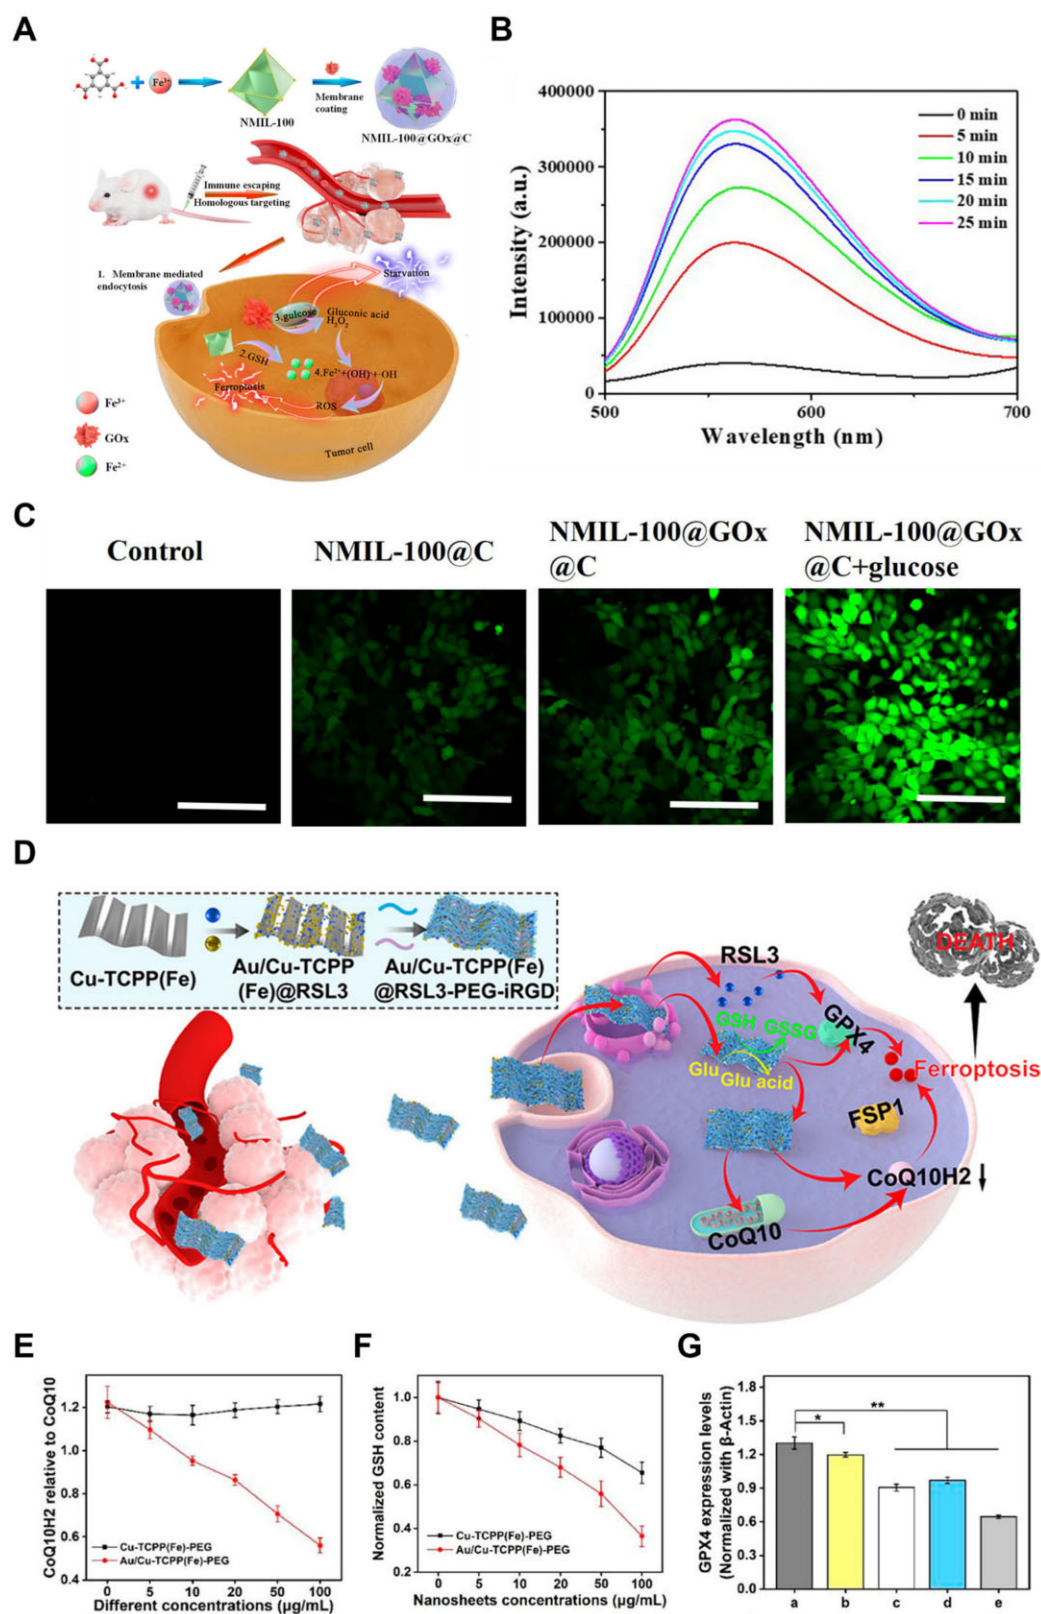 A
Fe³⁺
NMIL-100
Membrane
coating
NMIL-100@GOx@C
Immune escaping
Homologous targeting
1. Membrane mediated
endocytosis
Starvation
3.gulcose
Gluconic acid
H₂O₂
2.GSH
4.Fe²⁺+(OH)⁻+·OH
Ferroptosis
ROS
Tumor cell
Fe³⁺
GOx
Fe²⁺
B
Intensity (a.u.)
400000
300000
200000
100000
0
500
600
700
Wavelength (nm)
0 min
5 min
10 min
15 min
20 min
25 min
C
Control
NMIL-100@C
NMIL-100@GOx
@C
NMIL-100@GOx
@C+glucose
D
Cu-TCPP(Fe)
Au/Cu-TCPP
(Fe)@RSL3
Au/Cu-TCPP(Fe)
@RSL3-PEG-iRGD
RSL3
GSH
GSSG
GPX4
Glu
Glu acid
FSP1
CoQ10
CoQ10H2
Ferroptosis
DEATH
E
CoQ10H2 relative to CoQ10
1.2
1.0
0.8
0.6
0.4
0
5
10
20
50
100
Different concentrations (μg/mL)
Cu-TCPP(Fe)-PEG
Au/Cu-TCPP(Fe)-PEG
F
Normalized GSH content
1.0
0.8
0.6
0.4
0.2
0
5
10
20
50
100
Nanosheets concentrations (μg/mL)
Cu-TCPP(Fe)-PEG
Au/Cu-TCPP(Fe)-PEG
G
GPX4 expression levels
(Normalized with β-Actin)
1.8
1.5
1.2
0.9
0.6
0.3
0.0
*
**
a
b
c
d
e